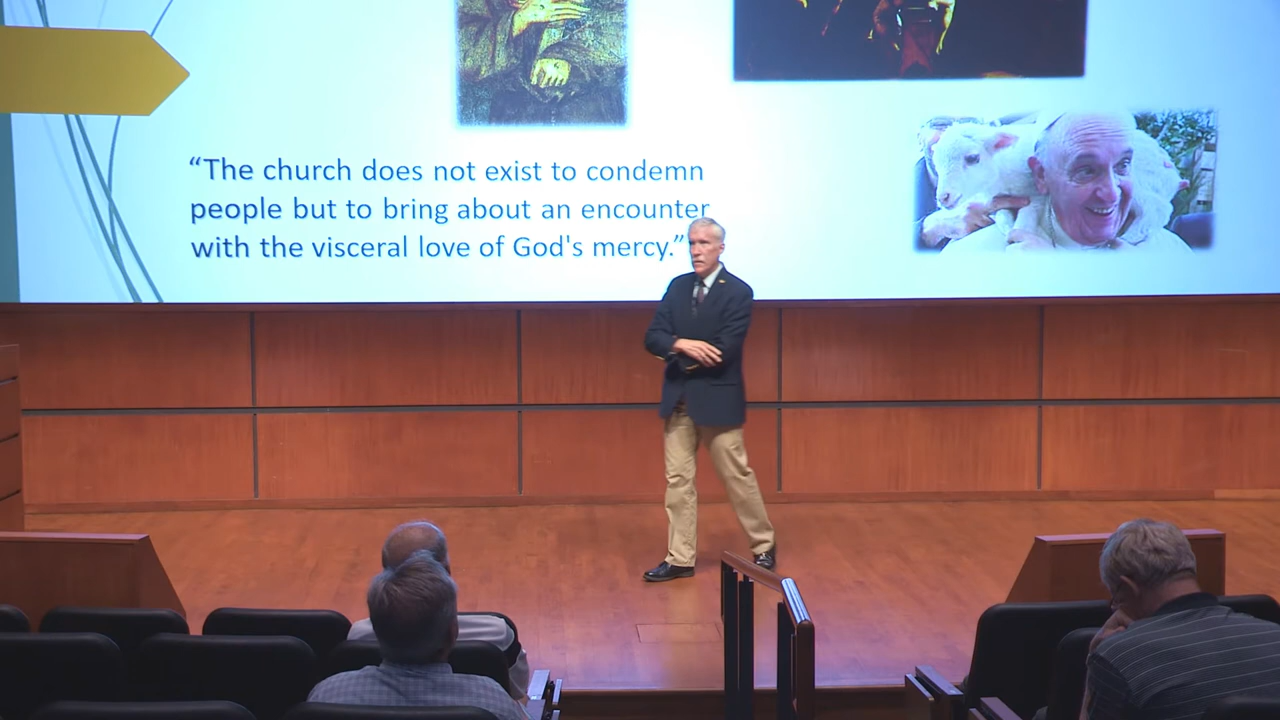 “The church does not exist to condemn
people but to bring about an encounter
with the visceral love of God's mercy.”